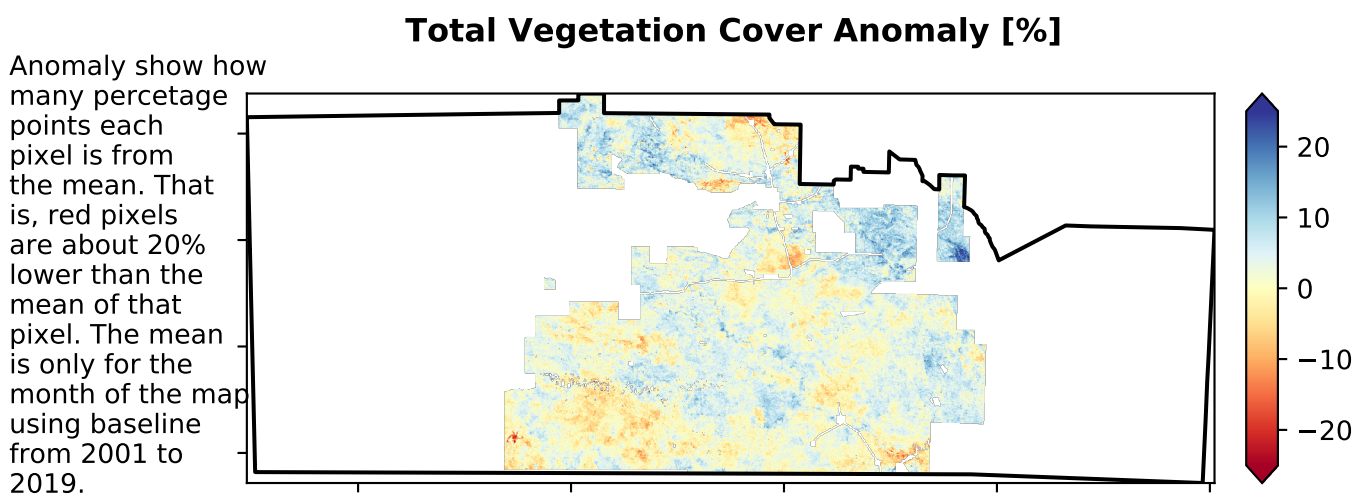 Total Vegetation Cover Anomaly [%]
Anomaly show how
many percetage
points each
pixel is from
the mean. That
is, red pixels
are about 20%
lower than the
mean of that
pixel. The mean
is only for the
month of the map
using baseline
from 2001 to
2019.
20
10
0
−10
−20